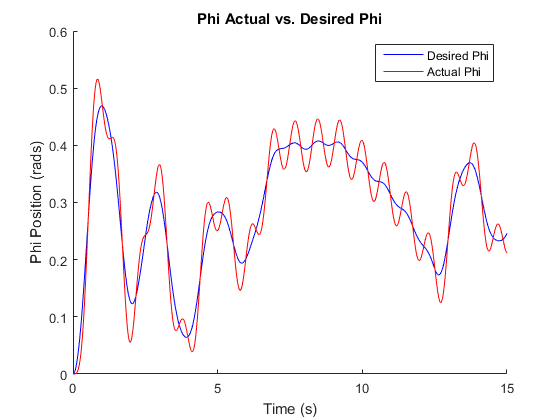 Phi Actual vs. Desired Phi
0.6
0.5
0.4
0.3
0.2
0.1
0
Phi Position (rads)
Desired Phi
Actual Phi
0
5
10
15
Time (s)